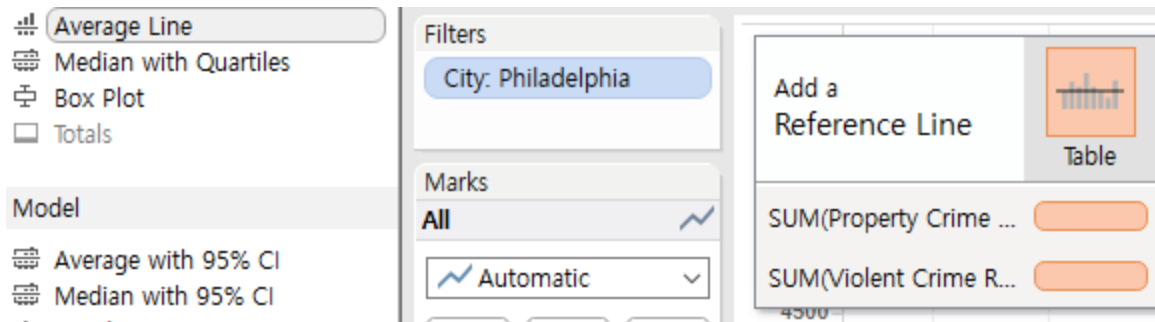 Average Line
Median with Quartiles
Box Plot
Totals
Model
Average with 95% CI
Median with 95% CI
Filters
City: Philadelphia
Marks
All
Automatic
Add a
Reference Line
Table
SUM(Property Crime ...
SUM(Violent Crime R...
4500